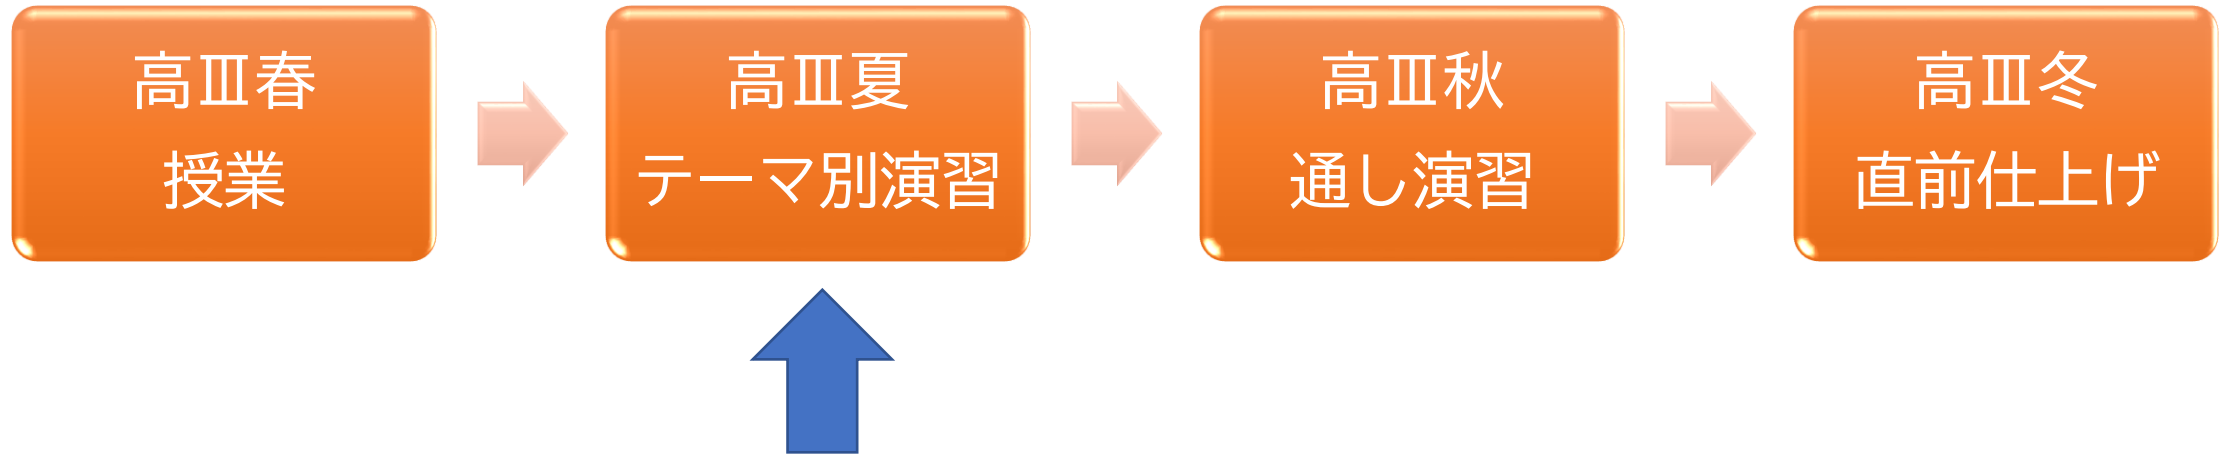 高Ⅲ春
授業
高Ⅲ夏
テーマ別演習
高Ⅲ秋
通し演習
高Ⅲ冬
直前仕上げ